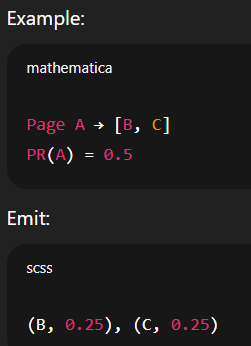 Example:
mathematica
Page A → [B, C]
PR(A) = 0.5
Emit:
scss
(B, 0.25), (C, 0.25)